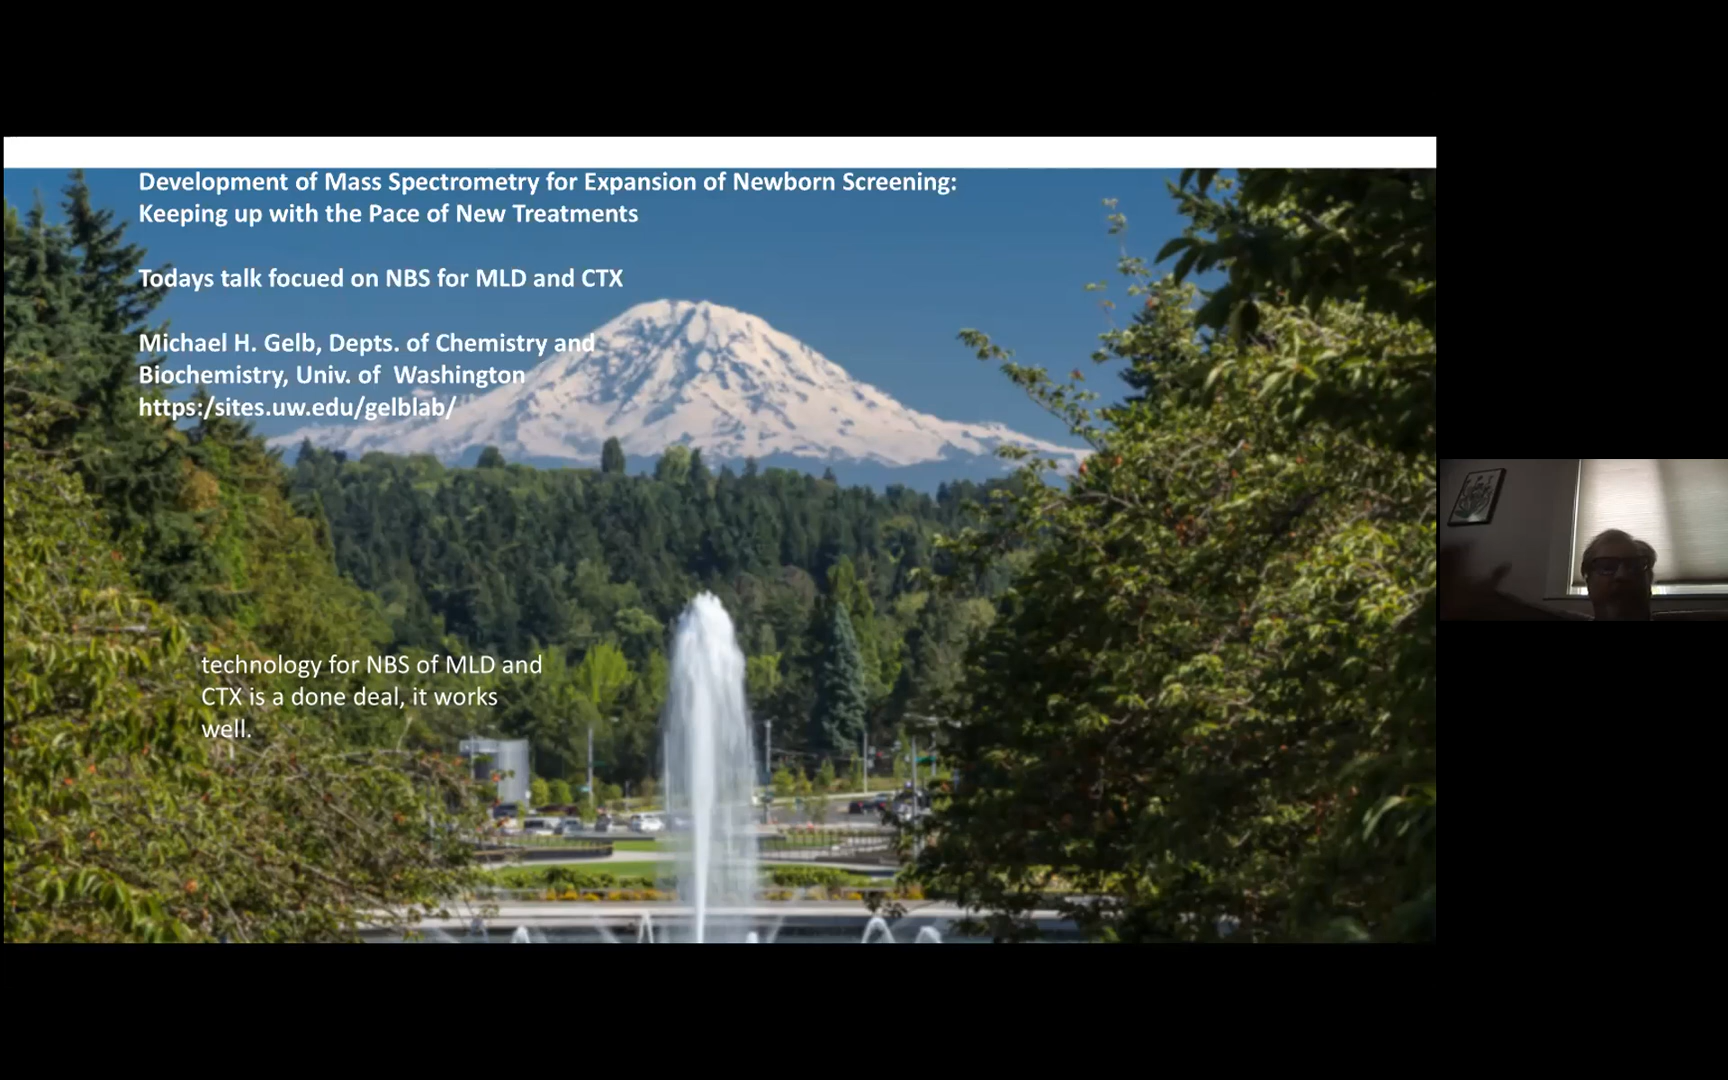 Development of Mass Spectrometry for Expansion of Newborn Screening:
Keeping up with the Pace of New Treatments
Todays talk focued on NBS for MLD and CTX
Michael H. Gelb, Depts. of Chemistry and
Biochemistry, Univ. of  Washington
https:/sites.uw.edu/gelblab/
technology for NBS of MLD and
CTX is a done deal, it works
well.